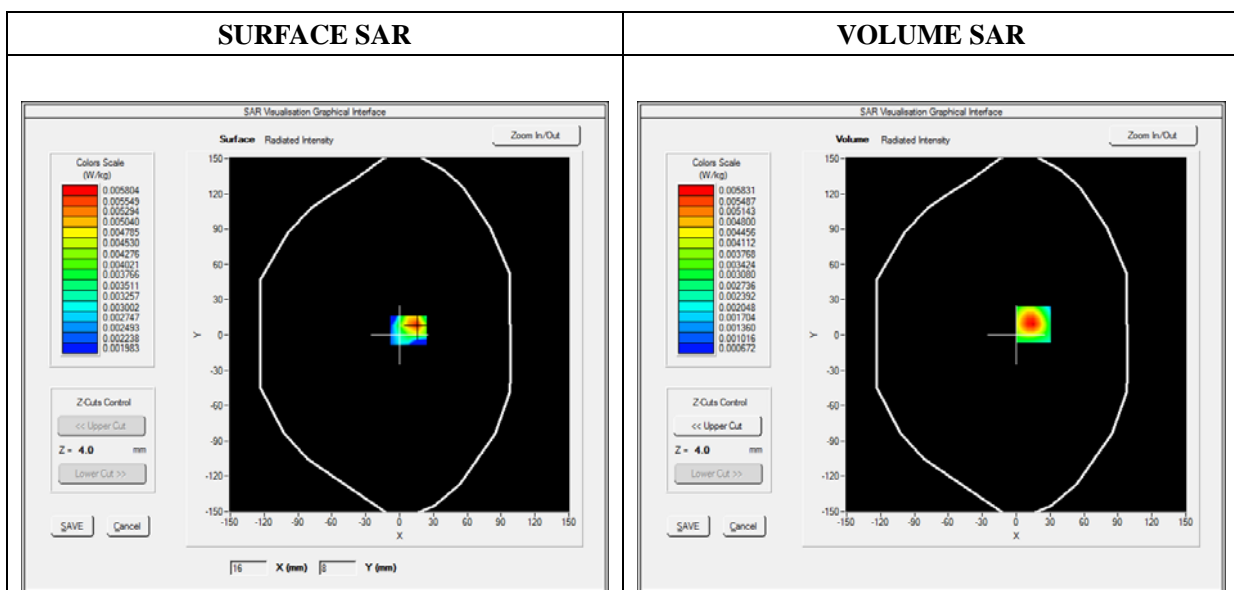 SURFACE SAR
VOLUME SAR
SAR Visualisation Graphical Interface
Surface Radiated Intensity
Zoom In/Out
Colors Scale
(W/kg)
0.005804
0.005549
0.005294
0.005040
0.004785
0.004530
0.004276
0.004021
0.003766
0.003511
0.003257
0.003002
0.002747
0.002493
0.002238
0.001983
Z-Cuts Control
<< Upper Cut
Z = 4.0 mm
Lower Cut >>
SAVE Cancel
150
120
90
60
30
0
-30
-60
-90
-120
-150
Y
-150 -120 -90 -60 -30 0 30 60 90 120 150
X
16 X (mm) 8 Y (mm)
SAR Visualisation Graphical Interface
Volume Radiated Intensity
Zoom In/Out
Colors Scale
(W/kg)
0.005831
0.005487
0.005143
0.004800
0.004456
0.004112
0.003768
0.003424
0.003080
0.002736
0.002392
0.002048
0.001704
0.001360
0.001016
0.000672
Z-Cuts Control
<< Upper Cut
Z = 4.0 mm
Lower Cut >>
SAVE Cancel
150
120
90
60
30
0
-30
-60
-90
-120
-150
Y
-150 -120 -90 -60 -30 0 30 60 90 120 150
X